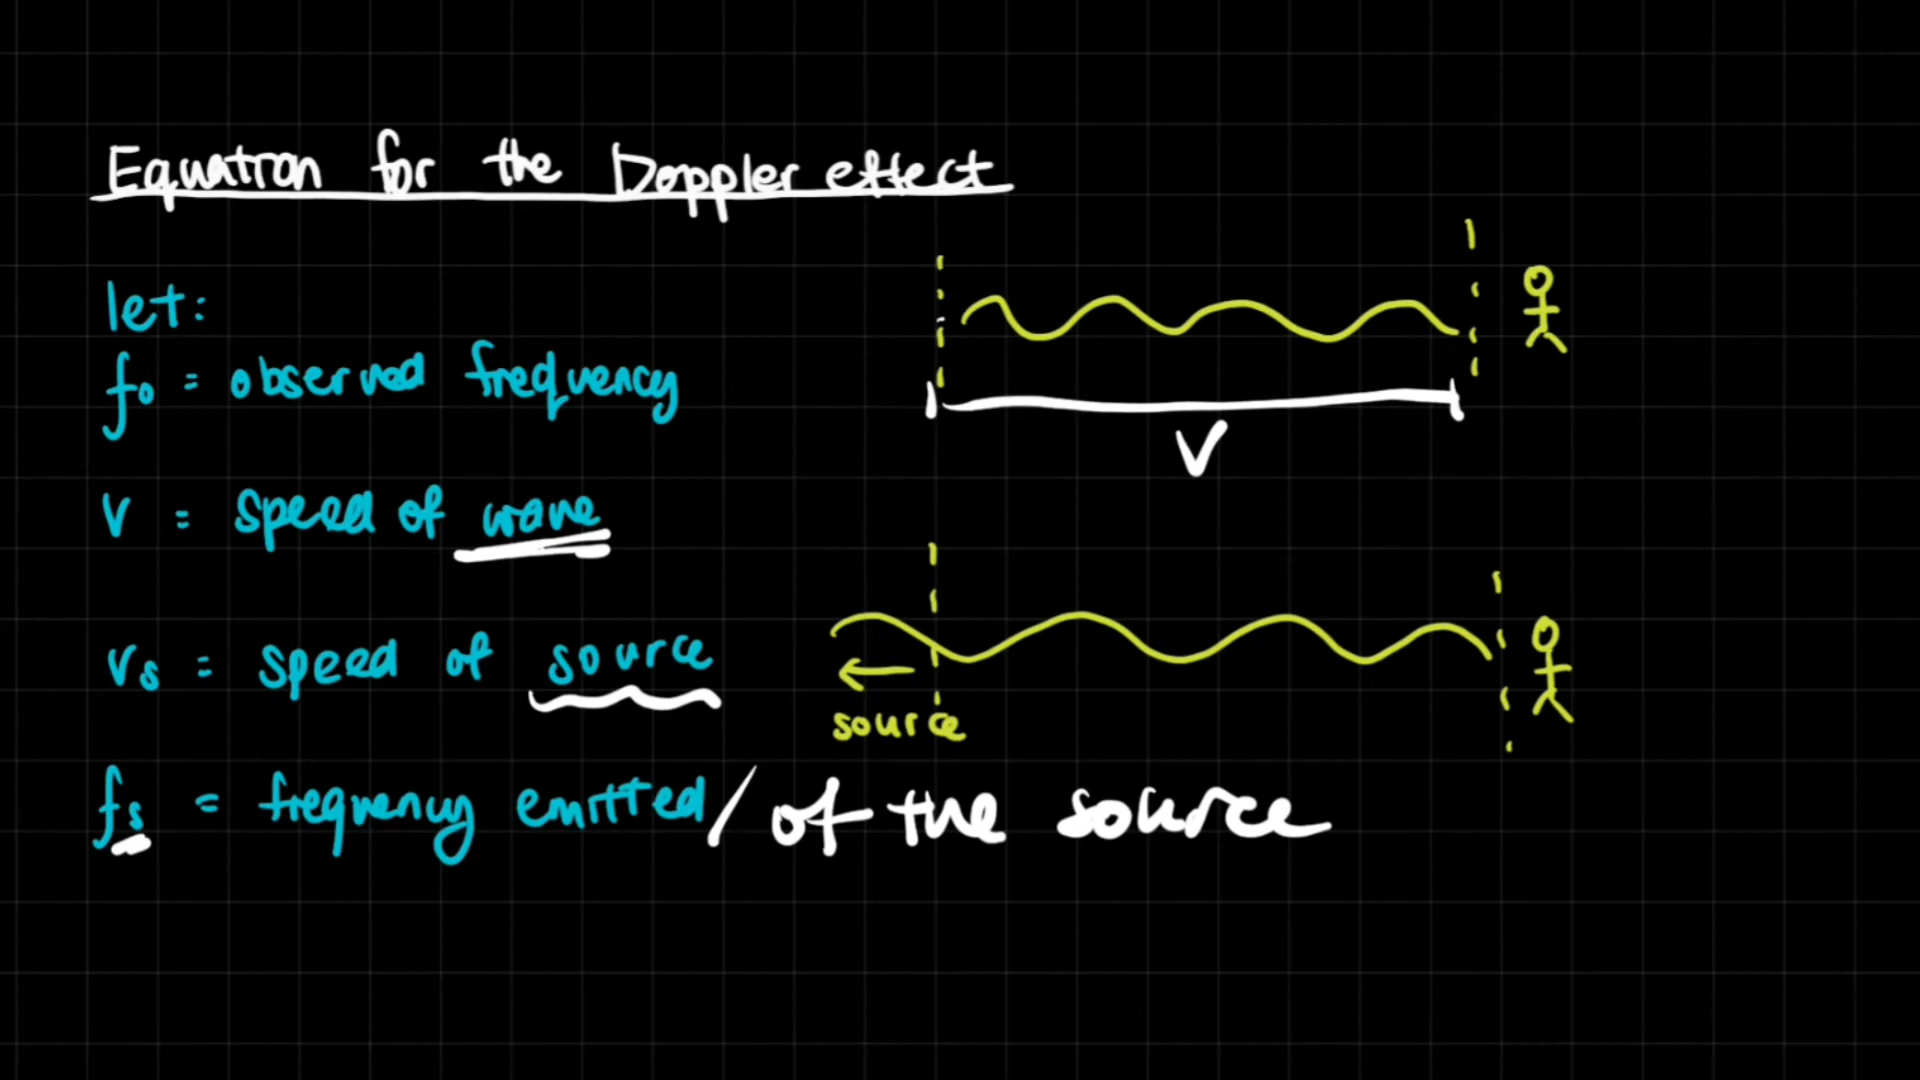 Equation for the Doppler effect
let:
fo = observed frequency
V
V = speed of wave
vs = speed of source
source
fs = frequency emitted / of the source